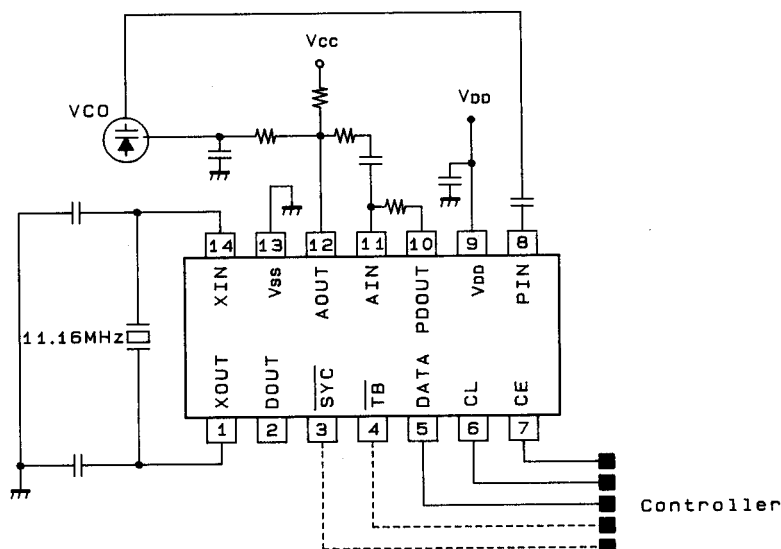 Vcc
VCO
VDD
14 13 12 11 10 9 8
XIN Vss AOUT AIN PDOUT VDD PIN
11.16MHz
XOUT DOUT SYC TB DATA CL CE
1 2 3 4 5 6 7
Controller